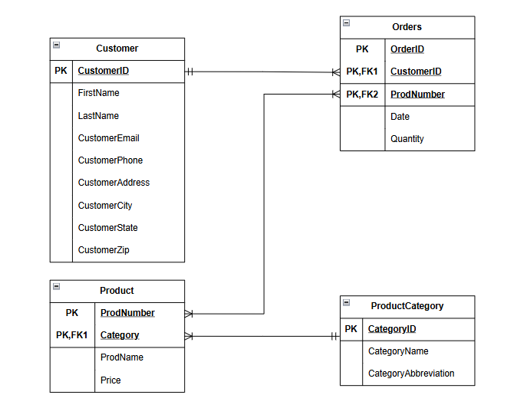 Customer
PK CustomerID
FirstName
LastName
CustomerEmail
CustomerPhone
CustomerAddress
CustomerCity
CustomerState
CustomerZip
Orders
PK OrderID
PK,FK1 CustomerID
PK,FK2 ProdNumber
Date
Quantity
Product
PK ProdNumber
PK,FK1 Category
ProdName
Price
ProductCategory
PK CategoryID
CategoryName
CategoryAbbreviation